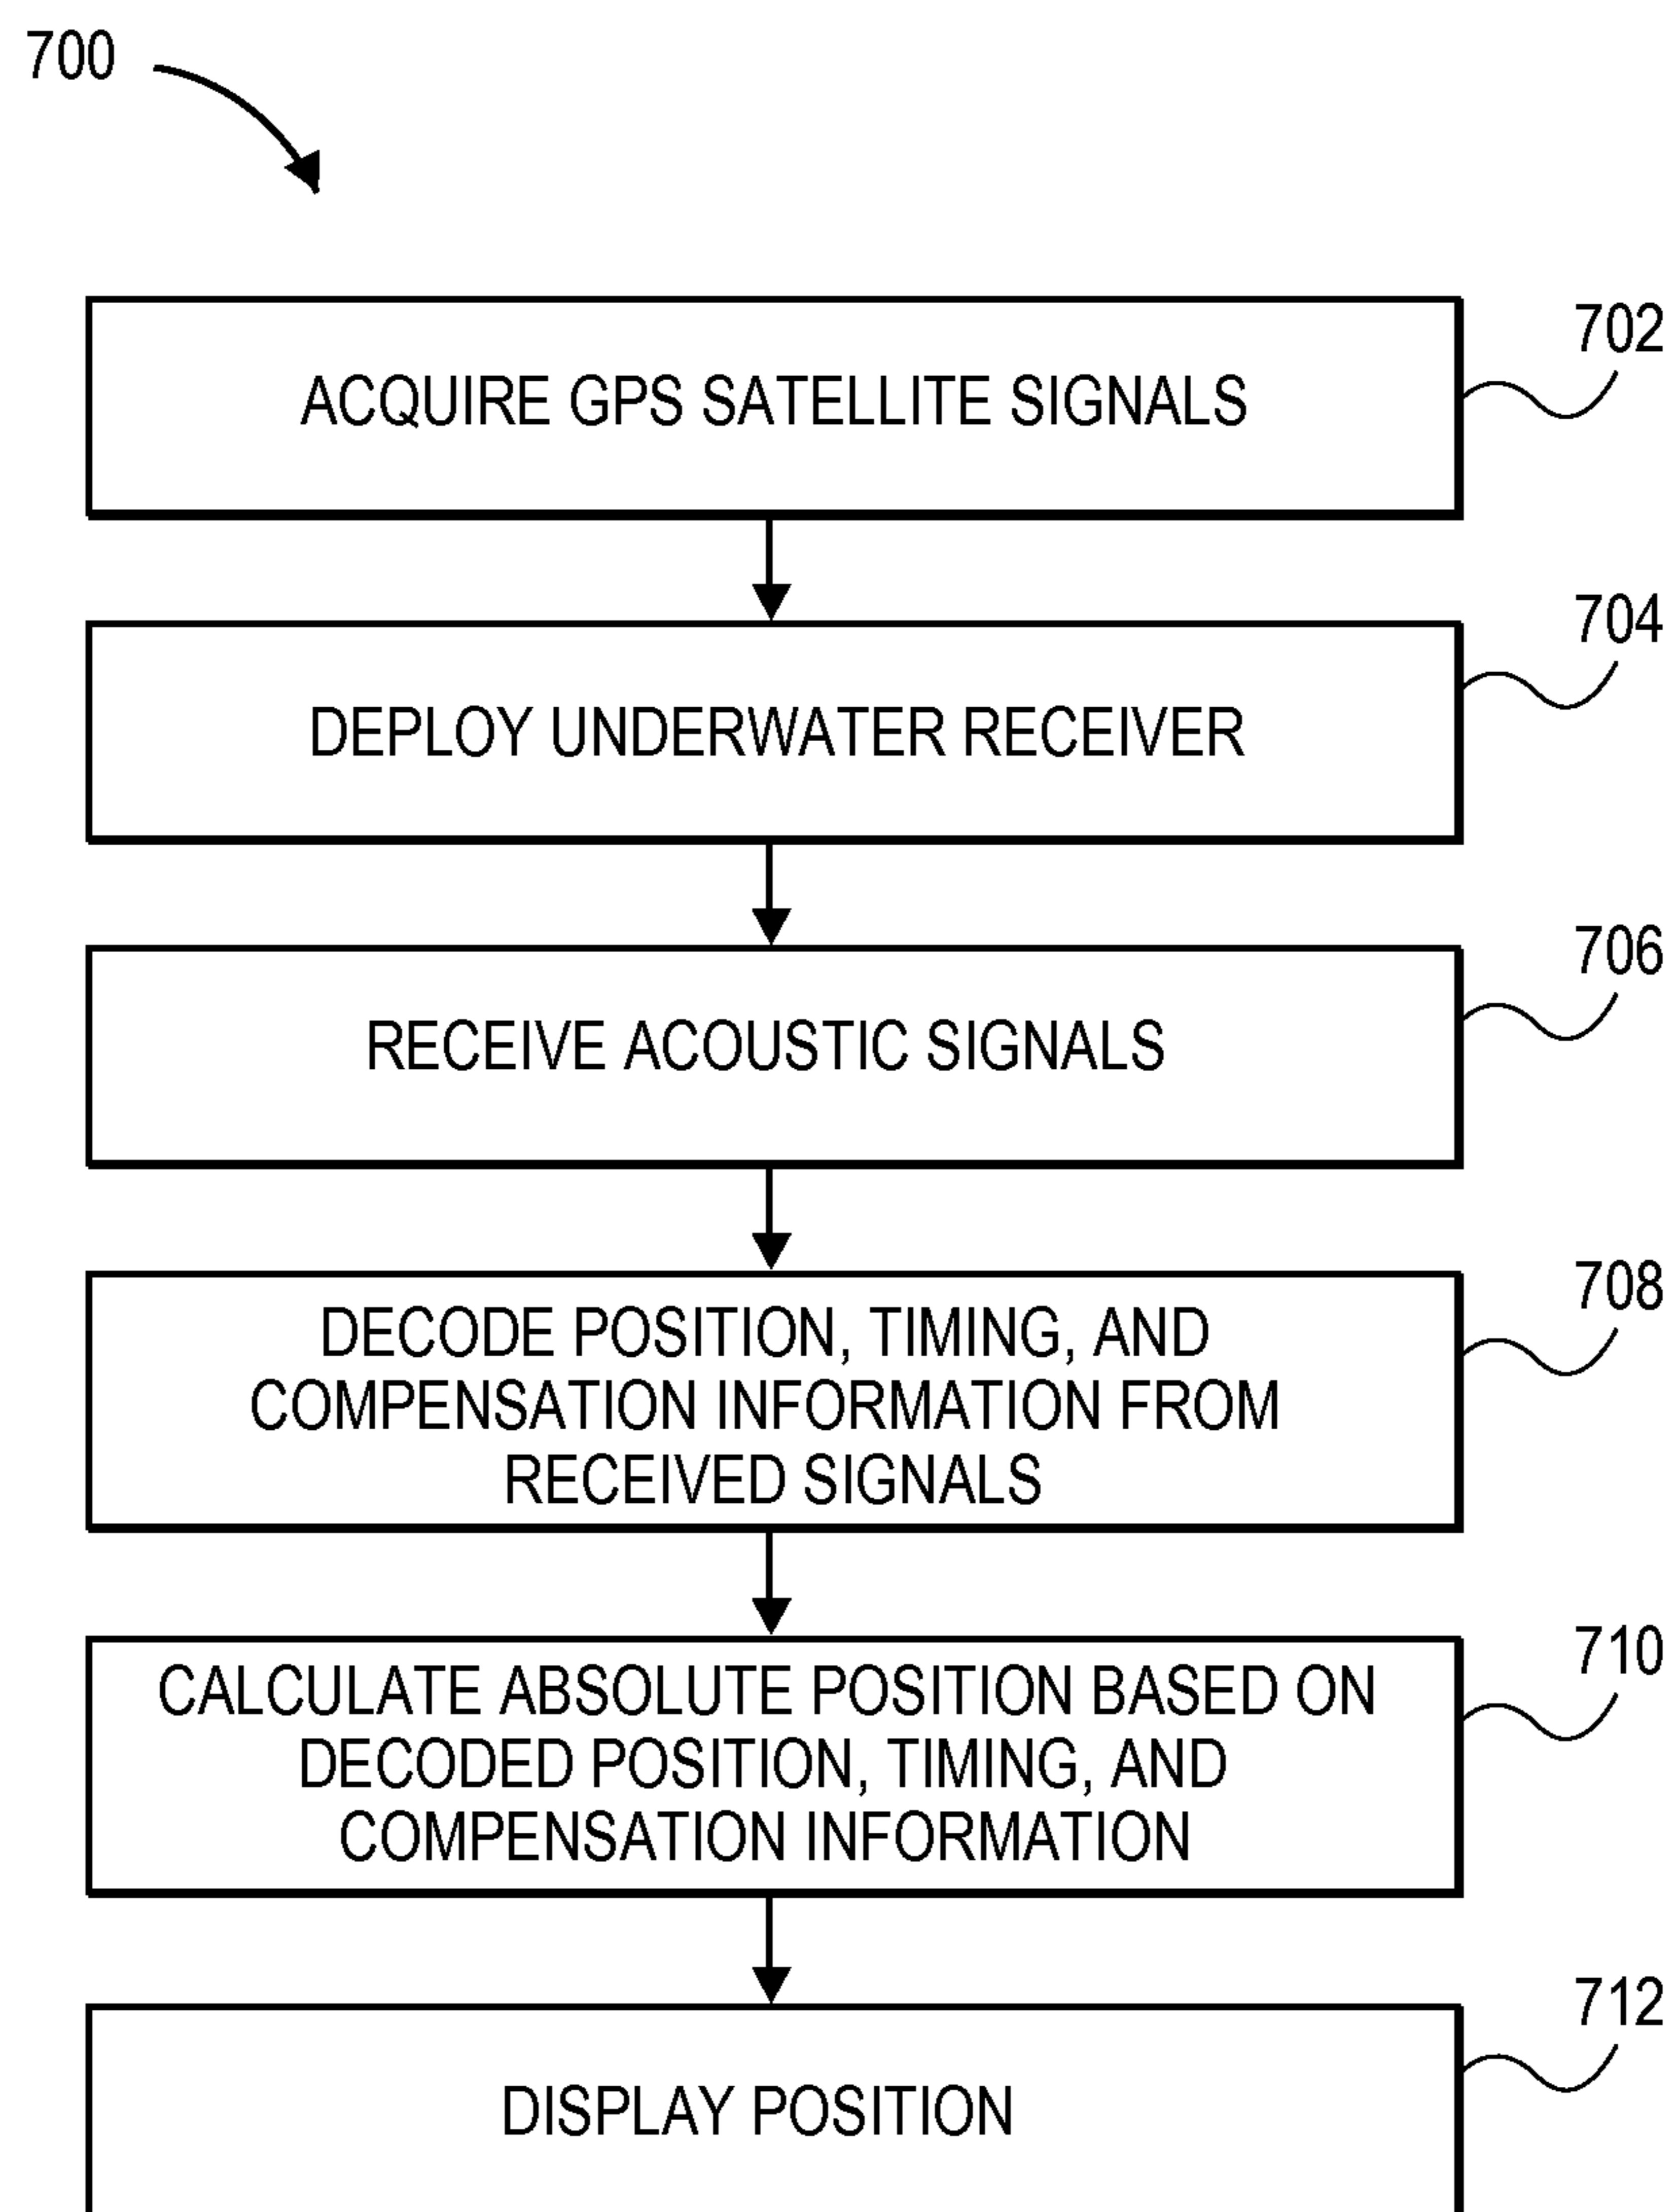 700
702
ACQUIRE GPS SATELLITE SIGNALS
704
DEPLOY UNDERWATER RECEIVER
706
RECEIVE ACOUSTIC SIGNALS
708
DECODE POSITION, TIMING, AND
COMPENSATION INFORMATION FROM
RECEIVED SIGNALS
710
CALCULATE ABSOLUTE POSITION BASED ON
DECODED POSITION, TIMING, AND
COMPENSATION INFORMATION
712
DISPLAY POSITION